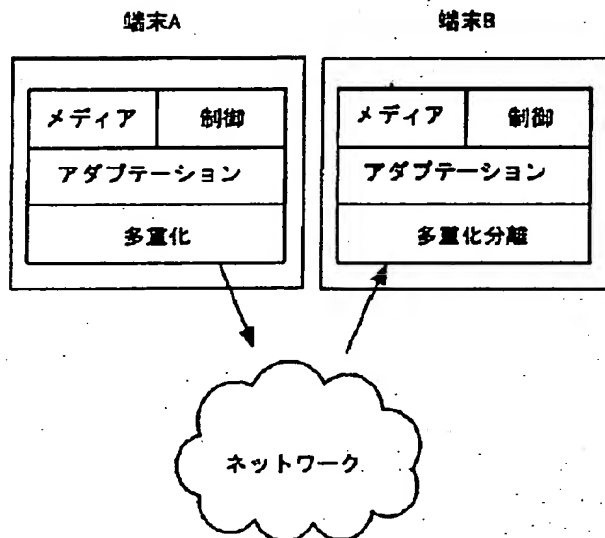 端末A
端末B
メディア
制御
アダプテーション
多重化
メディア
制御
アダプテーション
多重化分離
ネットワーク